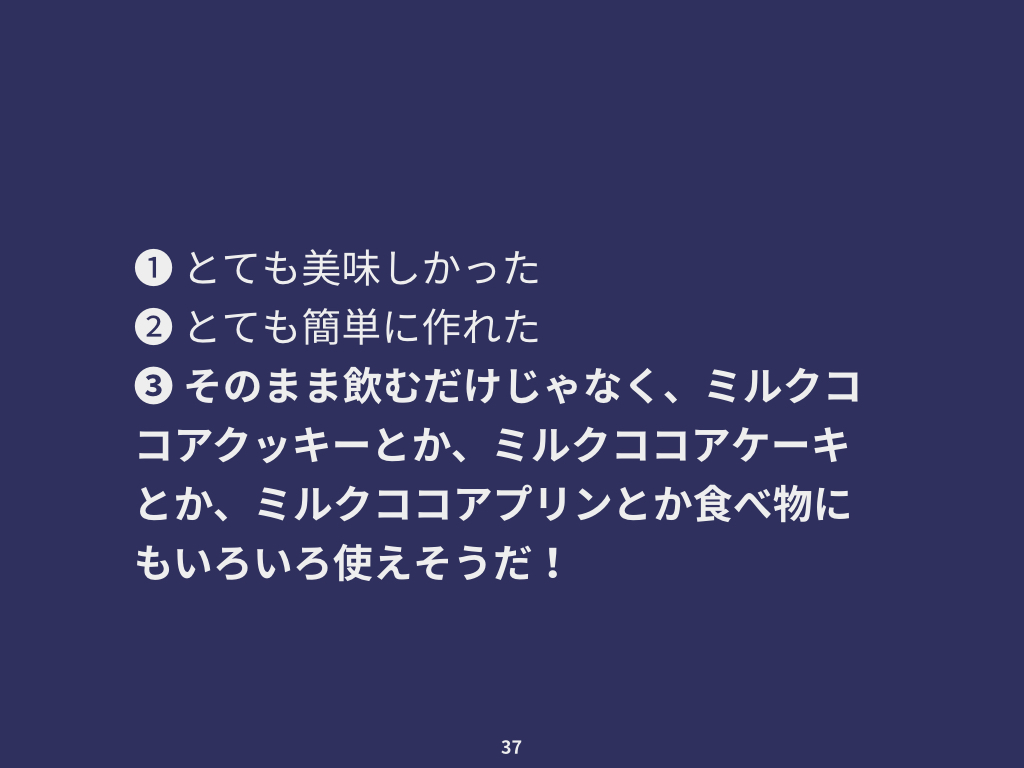 ❶ とても美味しかった
❷ とても簡単に作れた
❸ そのまま飲むだけじゃなく、ミルクコ
コアクッキーとか、ミルクココアケーキ
とか、ミルクココアプリンとか食べ物に
もいろいろ使えそうだ！
37